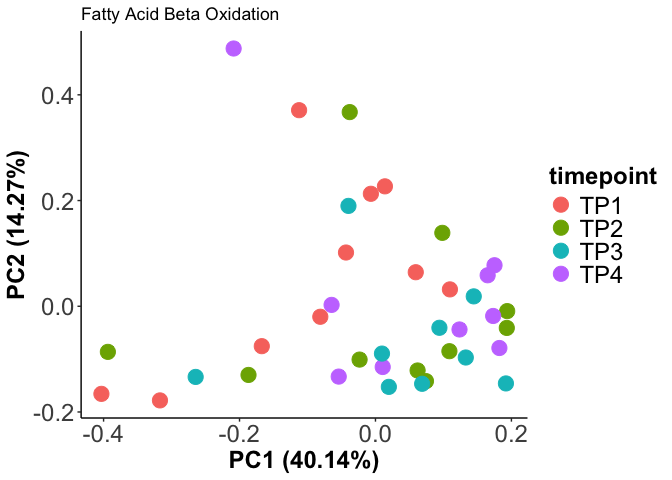 Fatty Acid Beta Oxidation
0.4
0.2
0.0
-0.2
PC2 (14.27%)
-0.4
-0.2
0.0
0.2
PC1 (40.14%)
timepoint
TP1
TP2
TP3
TP4